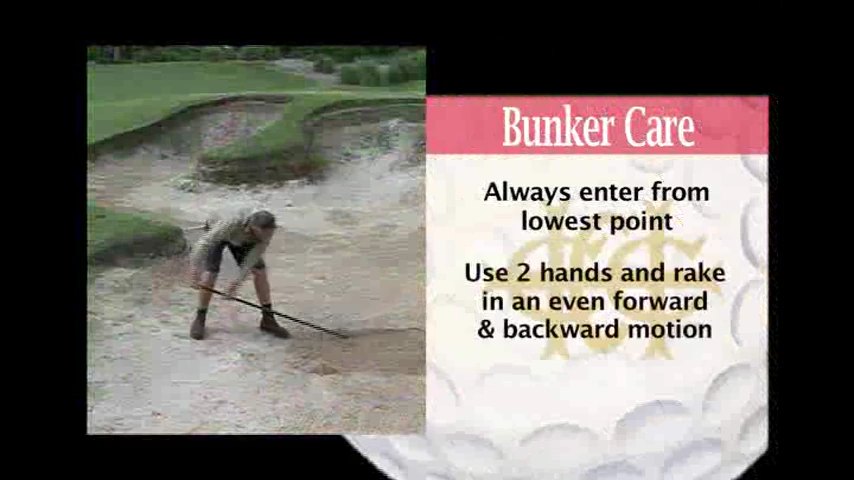 Bunker Care
Always enter from
lowest point
Use 2 hands and rake
in an even forward
& backward motion